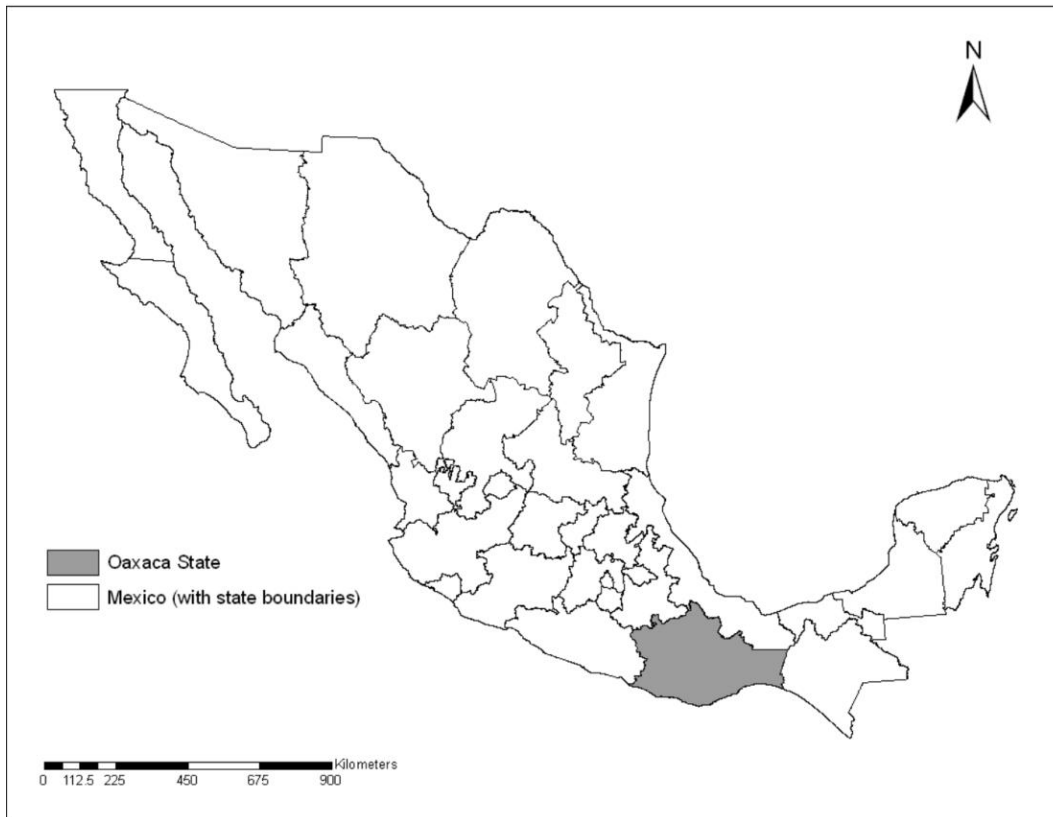 N
Oaxaca State
Mexico (with state boundaries)
Kilometers
0 112.5 225 450 675 900